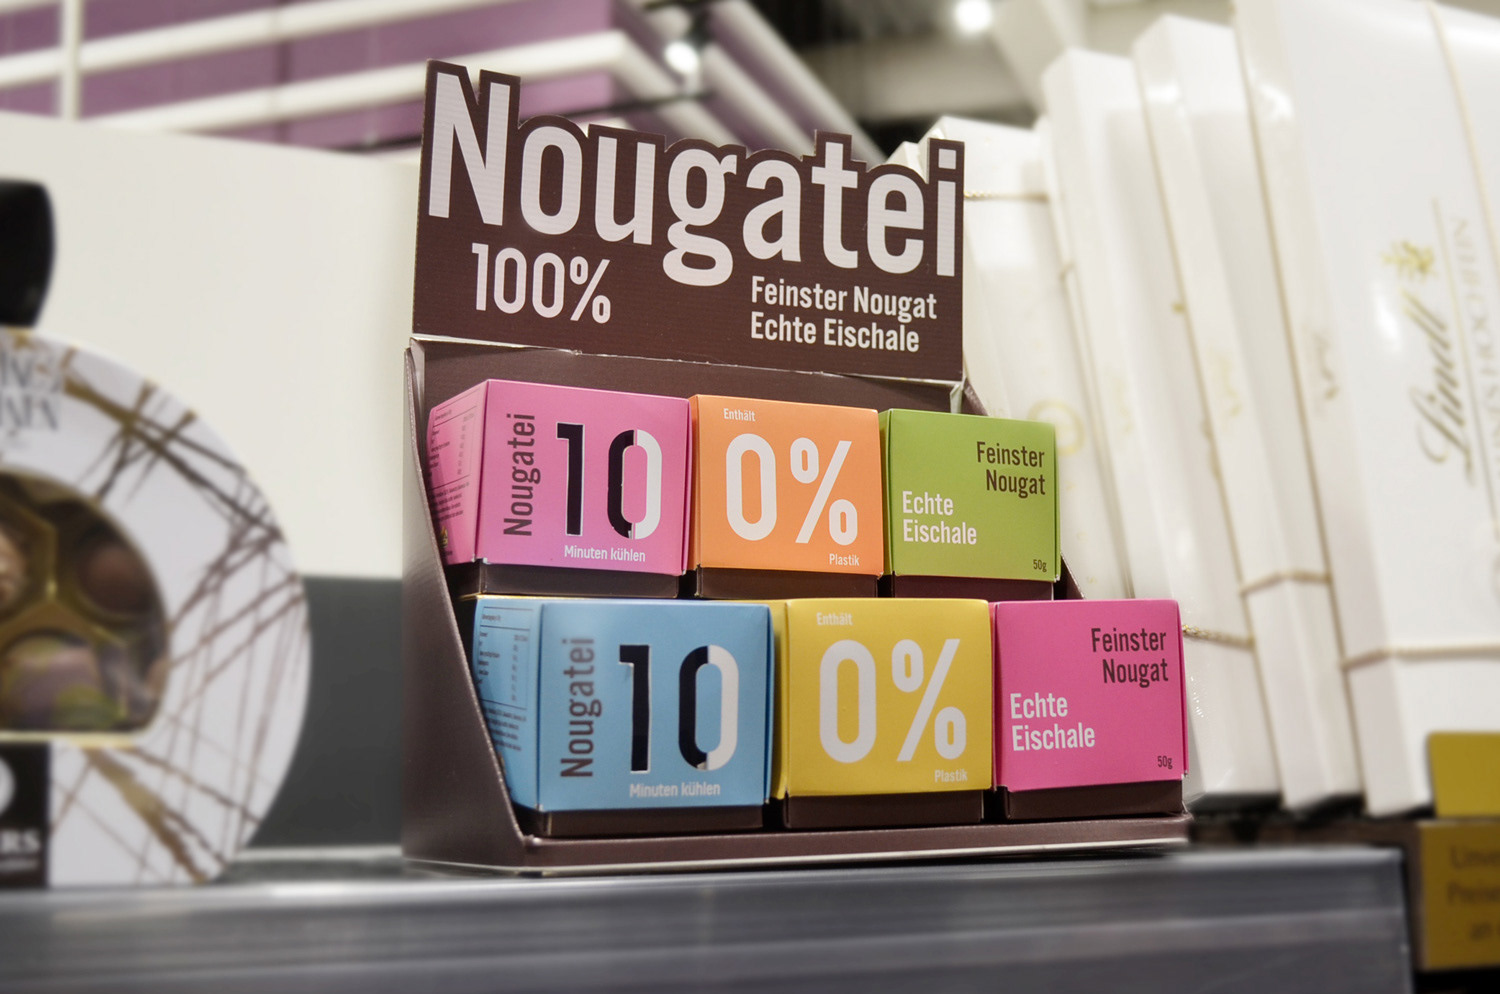 Nougatei
100%
Feinster Nougat
Echte Eischale
Nougatei
10
Minuten kühlen
Enthält
0%
Plastik
Feinster
Nougat
Echte
Eischale
50g
Nougatei
10
Minuten kühlen
Enthält
0%
Plastik
Feinster
Nougat
Echte
Eischale
50g
Lindt